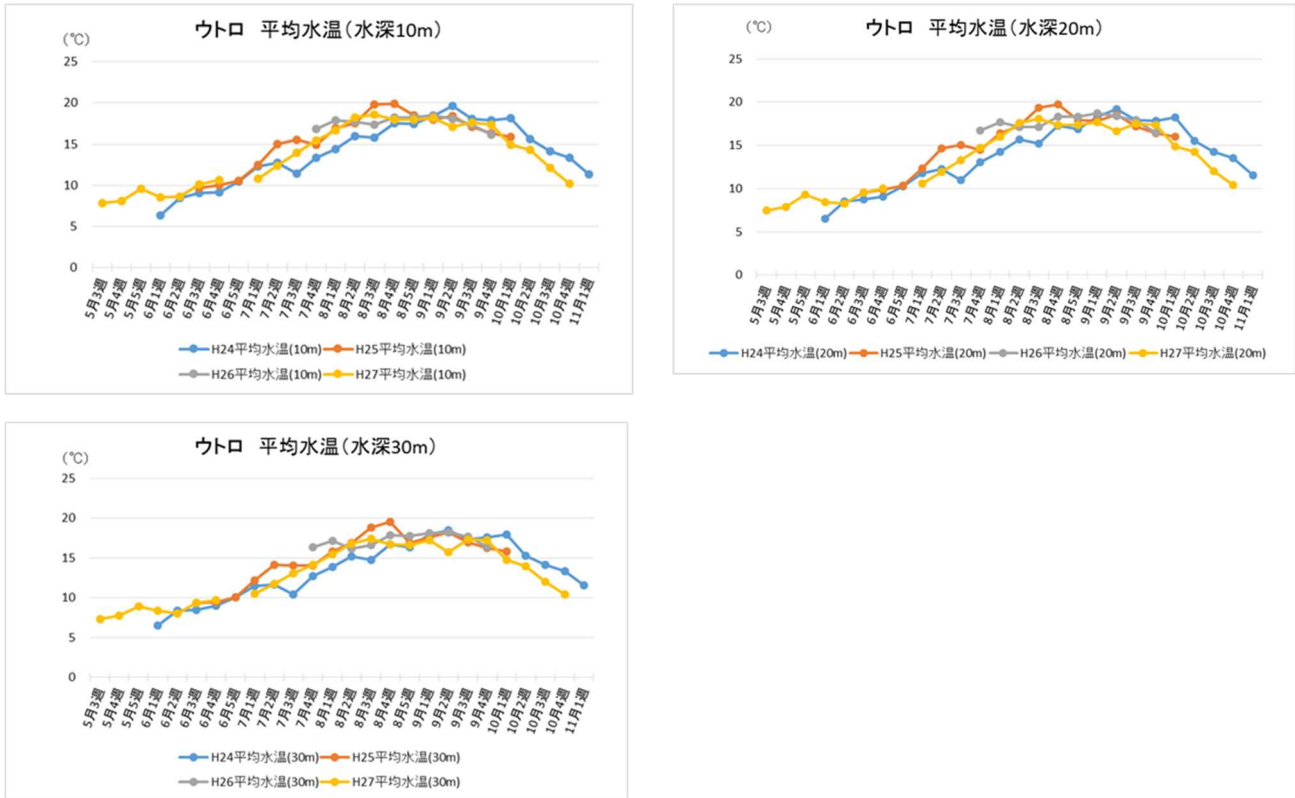 ウトロ 平均水温(水深10m)
(℃)
25
20
15
10
5
0
5月3週 5月4週 5月5週 6月1週 6月2週 6月3週 6月4週 6月5週 7月1週 7月2週 7月3週 7月4週 8月1週 8月2週 8月3週 8月4週 8月5週 9月1週 9月2週 9月3週 9月4週 10月1週 10月2週 10月3週 10月4週 11月1週
H24平均水温(10m) H25平均水温(10m)
H26平均水温(10m) H27平均水温(10m)
ウトロ 平均水温(水深20m)
(℃)
25
20
15
10
5
0
5月3週 5月4週 5月5週 6月1週 6月2週 6月3週 6月4週 6月5週 7月1週 7月2週 7月3週 7月4週 8月1週 8月2週 8月3週 8月4週 8月5週 9月1週 9月2週 9月3週 9月4週 10月1週 10月2週 10月3週 10月4週 11月1週
H24平均水温(20m) H25平均水温(20m) H26平均水温(20m) H27平均水温(20m)
ウトロ 平均水温(水深30m)
(℃)
25
20
15
10
5
0
5月3週 5月4週 5月5週 6月1週 6月2週 6月3週 6月4週 6月5週 7月1週 7月2週 7月3週 7月4週 8月1週 8月2週 8月3週 8月4週 8月5週 9月1週 9月2週 9月3週 9月4週 10月1週 10月2週 10月3週 10月4週 11月1週
H24平均水温(30m) H25平均水温(30m)
H26平均水温(30m) H27平均水温(30m)